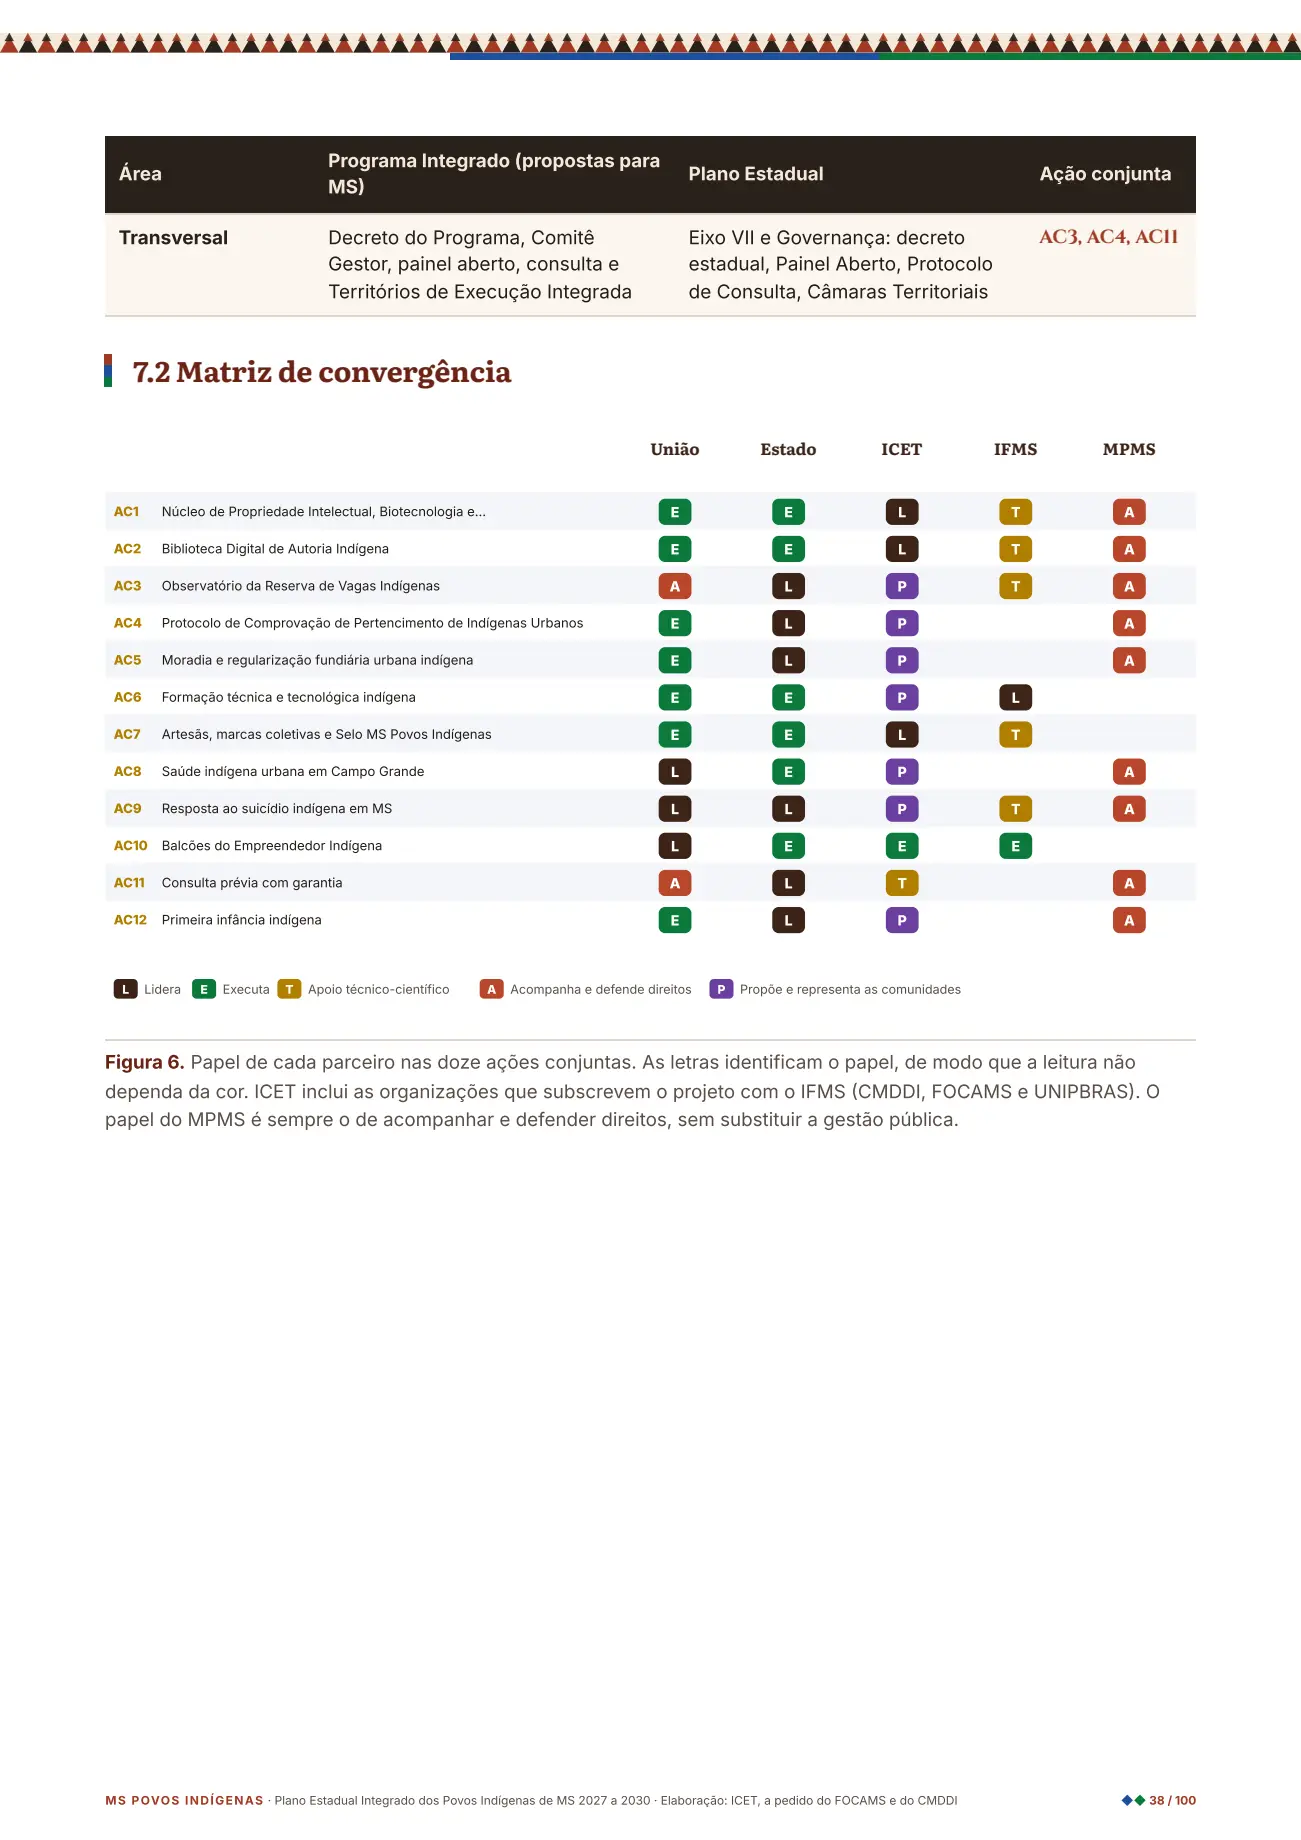 Área
Programa Integrado (propostas para
MS)
Plano Estadual
Ação conjunta
Transversal
Decreto do Programa, Comitê
Gestor, painel aberto, consulta e
Territórios de Execução Integrada
Eixo VII e Governança: decreto
estadual, Painel Aberto, Protocolo
de Consulta, Câmaras Territoriais
AC3, AC4, AC11
7.2 Matriz de convergência
União Estado ICET IFMS MPMS
AC1 Núcleo de Propriedade Intelectual, Biotecnologia e... E E L T A
AC2 Biblioteca Digital de Autoria Indígena E E L T A
AC3 Observatório da Reserva de Vagas Indígenas A L P T A
AC4 Protocolo de Comprovação de Pertencimento de Indígenas Urbanos E L P A
AC5 Moradia e regularização fundiária urbana indígena E L P A
AC6 Formação técnica e tecnológica indígena E E P L
AC7 Artesãs, marcas coletivas e Selo MS Povos Indígenas E E L T
AC8 Saúde indígena urbana em Campo Grande L E P A
AC9 Resposta ao suicídio indígena em MS L L P T A
AC10 Balcões do Empreendedor Indígena L E E E
AC11 Consulta prévia com garantia A L T A
AC12 Primeira infância indígena E L P A
L Lidera E Executa T Apoio técnico-científico A Acompanha e defende direitos P Propõe e representa as comunidades
Figura 6. Papel de cada parceiro nas doze ações conjuntas. As letras identificam o papel, de modo que a leitura não
dependa da cor. ICET inclui as organizações que subscrevem o projeto com o IFMS (CMDDI, FOCAMS e UNIPBRAS). O
papel do MPMS é sempre o de acompanhar e defender direitos, sem substituir a gestão pública.
MS POVOS INDÍGENAS · Plano Estadual Integrado dos Povos Indígenas de MS 2027 a 2030 · Elaboração: ICET, a pedido do FOCAMS e do CMDDI
38 / 100